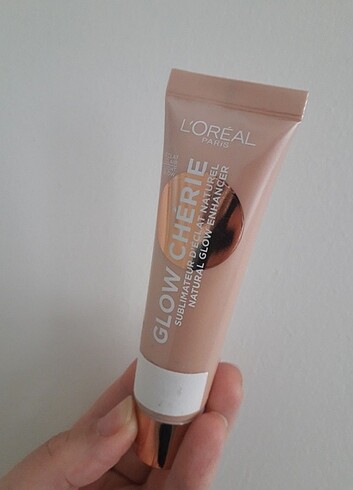 L'ORÉAL
PARIS
GLOW CHERIE
SUBLIMATEUR D'ÉCLAT NATUREL
NATURAL GLOW ENHANCER